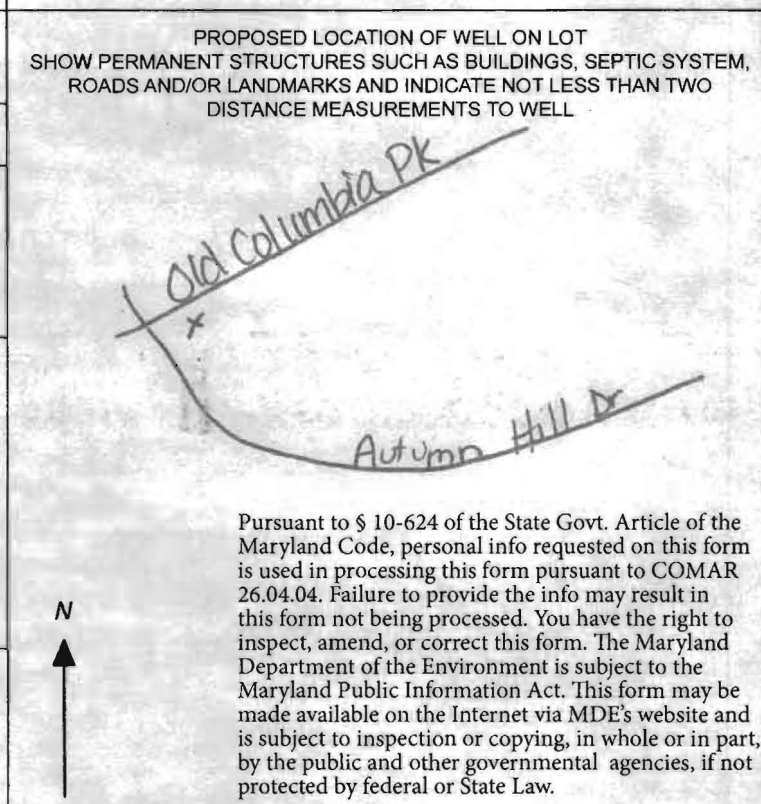 PROPOSED LOCATION OF WELL ON LOT
SHOW PERMANENT STRUCTURES SUCH AS BUILDINGS, SEPTIC SYSTEM,
ROADS AND/OR LANDMARKS AND INDICATE NOT LESS THAN TWO
DISTANCE MEASUREMENTS TO WELL
Old Columbia Pk
x
Autumn Hill Dr
Pursuant to § 10-624 of the State Govt. Article of the
Maryland Code, personal info requested on this form
is used in processing this form pursuant to COMAR
26.04.04. Failure to provide the info may result in
this form not being processed. You have the right to
inspect, amend, or correct this form. The Maryland
Department of the Environment is subject to the
Maryland Public Information Act. This form may be
made available on the Internet via MDE's website and
is subject to inspection or copying, in whole or in part,
by the public and other governmental agencies, if not
protected by federal or State Law.
N